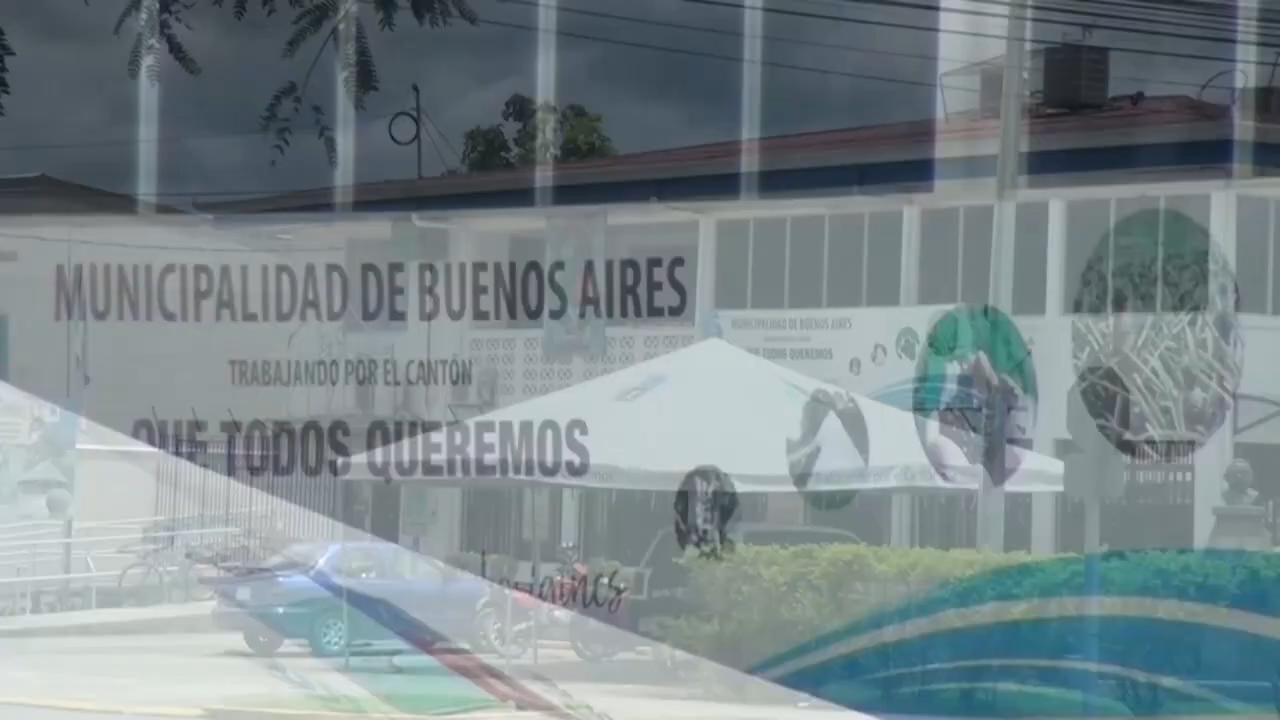 MUNICIPALIDAD DE BUENOS AIRES
TRABAJANDO POR EL CANTÓN
QUE TODOS QUEREMOS
MUNICIPALIDAD DE BUENOS AIRES
QUE TODOS QUEREMOS